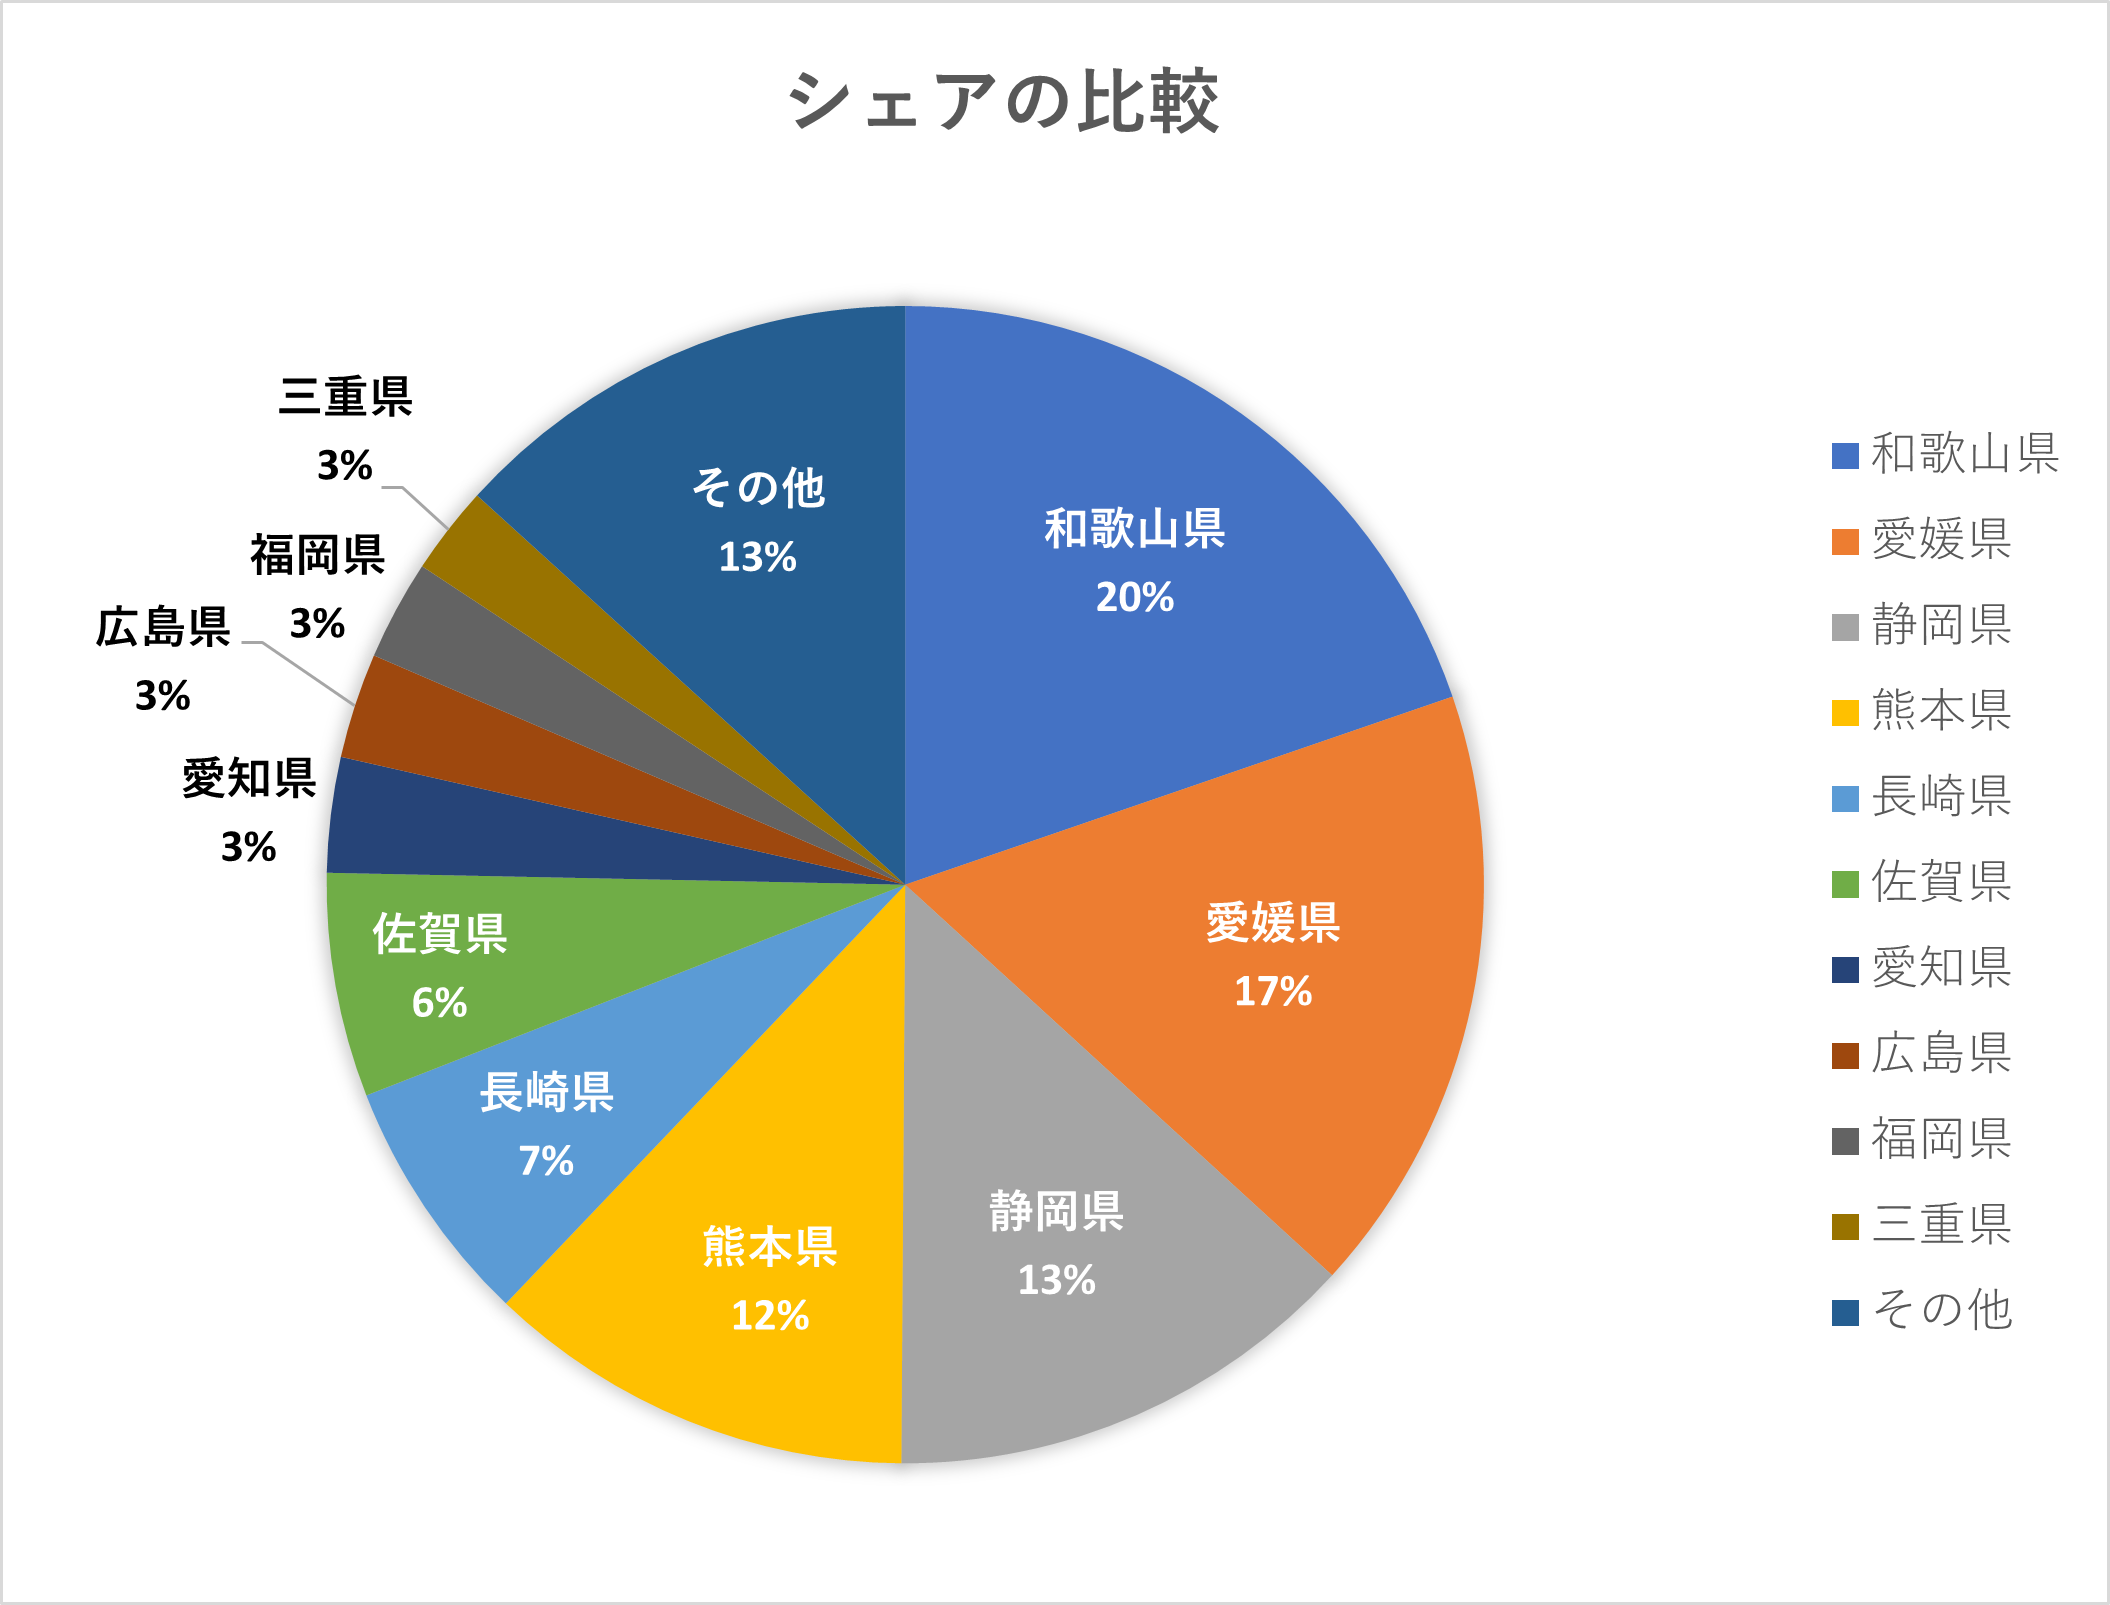 シェアの比較
和歌山県
20%
愛媛県
17%
静岡県
13%
熊本県
12%
長崎県
7%
佐賀県
6%
愛知県
3%
広島県
3%
福岡県
3%
三重県
3%
その他
13%
和歌山県
愛媛県
静岡県
熊本県
長崎県
佐賀県
愛知県
広島県
福岡県
三重県
その他